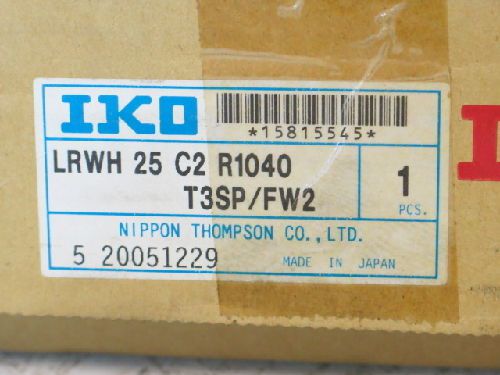 IKO
*15815545*
LRWH 25 C2 R1040
T3SP/FW2
1
PCS.
NIPPON THOMPSON CO.,LTD.
5 20051229
MADE IN JAPAN